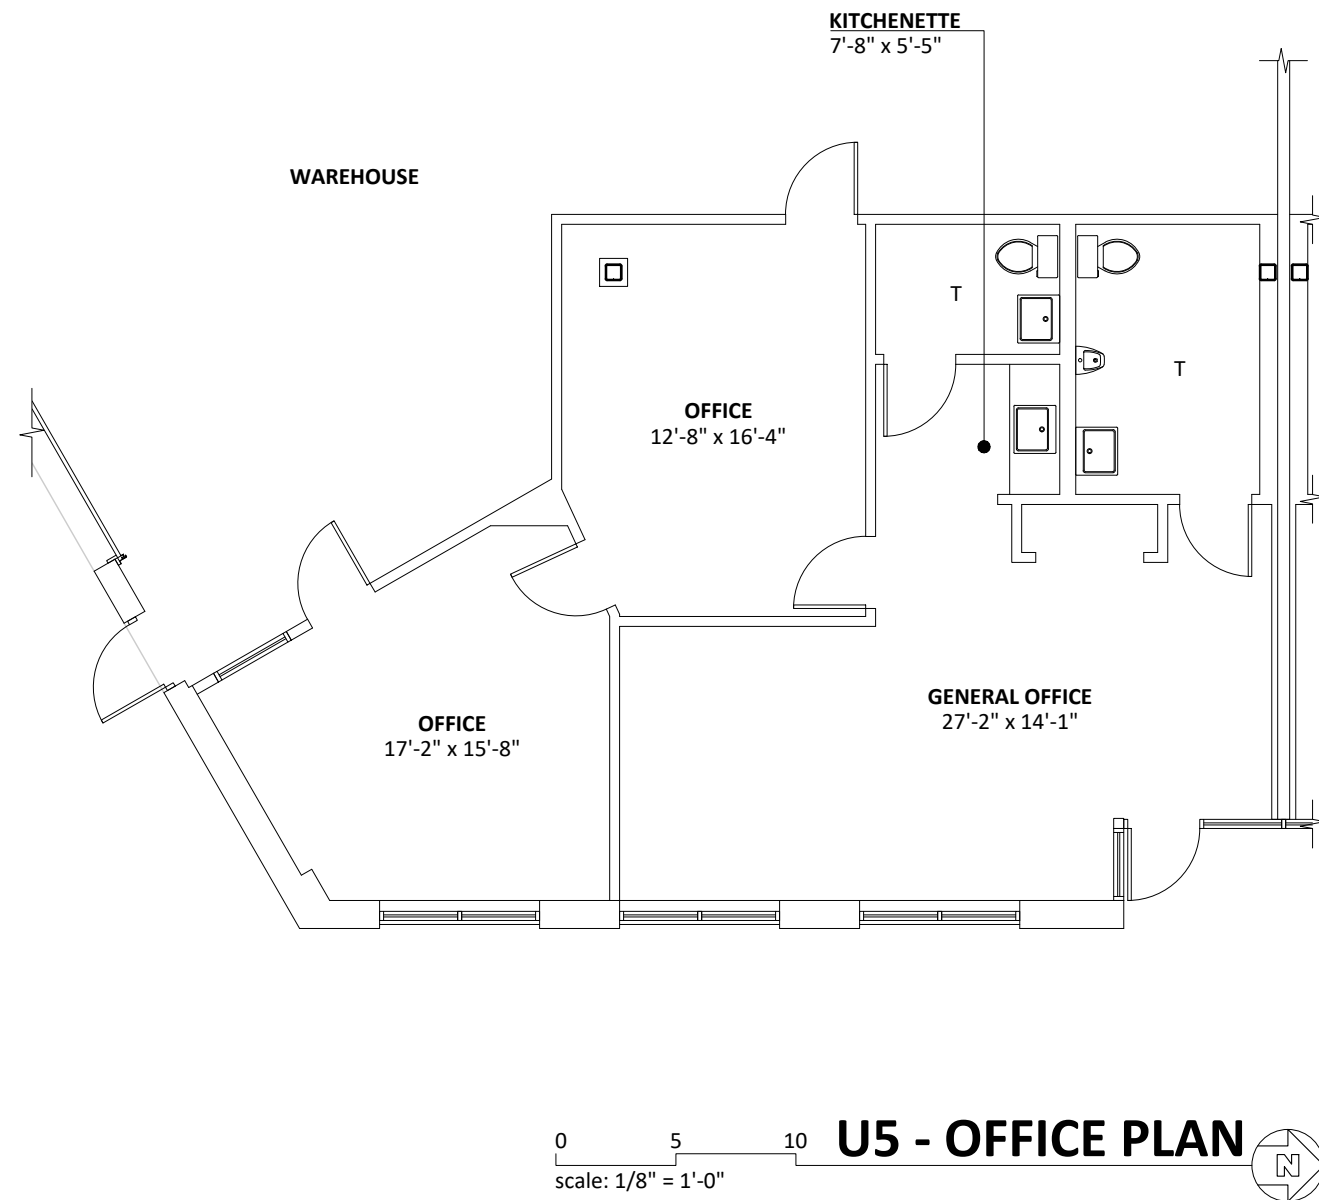 KITCHENETTE
7'-8" x 5'-5"
WAREHOUSE
T
T
OFFICE
12'-8" x 16'-4"
GENERAL OFFICE
27'-2" x 14'-1"
OFFICE
17'-2" x 15'-8"
0 5 10
scale: 1/8" = 1'-0"
U5 - OFFICE PLAN
N